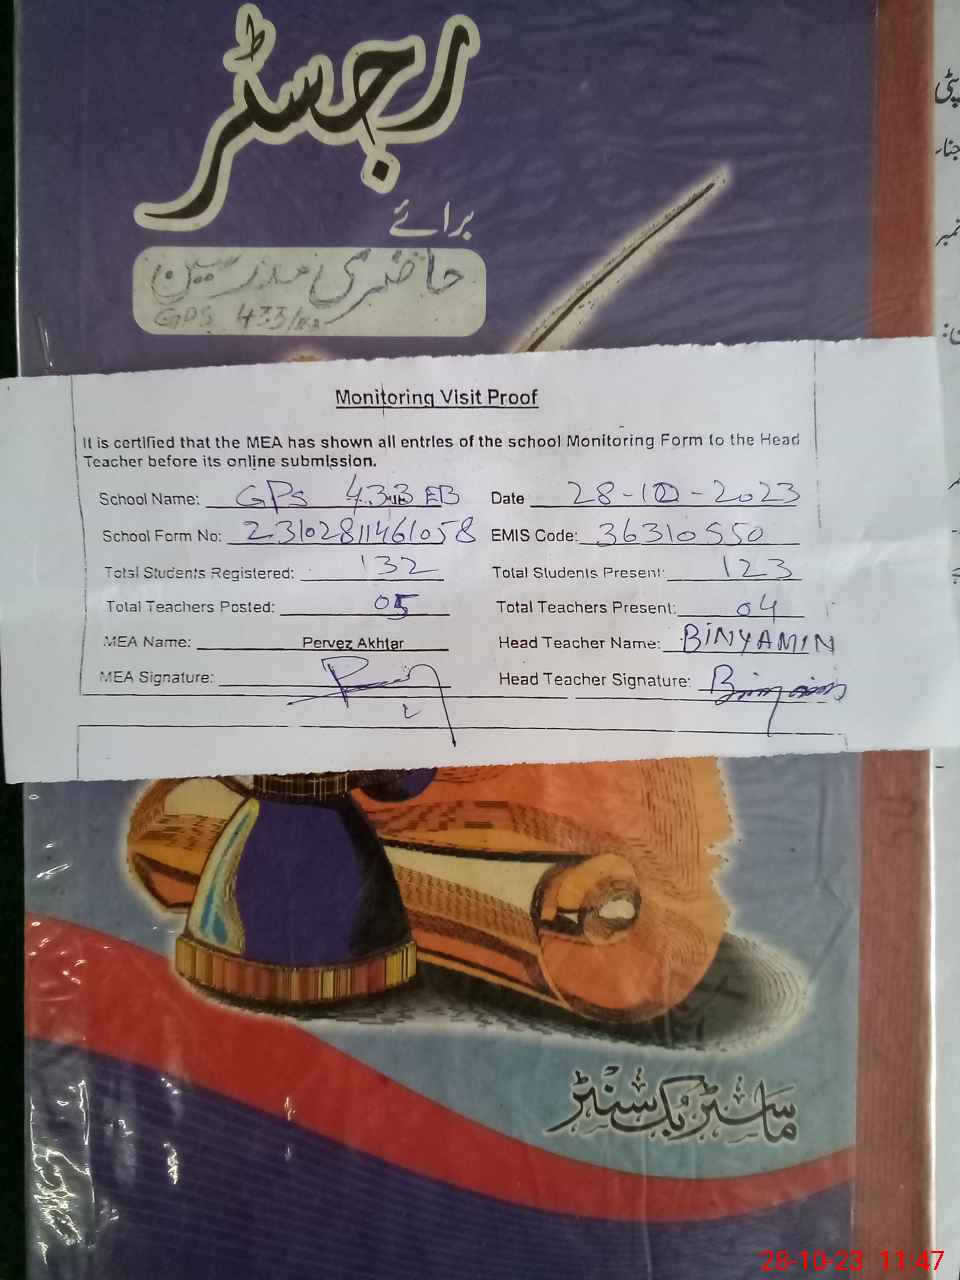 رجسٹر
برائے
حاضری مدرسین
GPS 433/EB
Monitoring Visit Proof
It is certified that the MEA has shown all entries of the school Monitoring Form to the Head
Teacher before its online submission.
School Name: GPs 433 EB Date 28-10-2023
School Form No: 23102811461058 EMIS Code: 36310550
Total Students Registered: 132 Total Students Present: 123
Total Teachers Posted: 05 Total Teachers Present: 04
MEA Name: Pervez Akhtar Head Teacher Name: BINYAMIN
MEA Signature: Head Teacher Signature: Binyamin
ماسٹر بک سنٹر
28-10-23 11:47